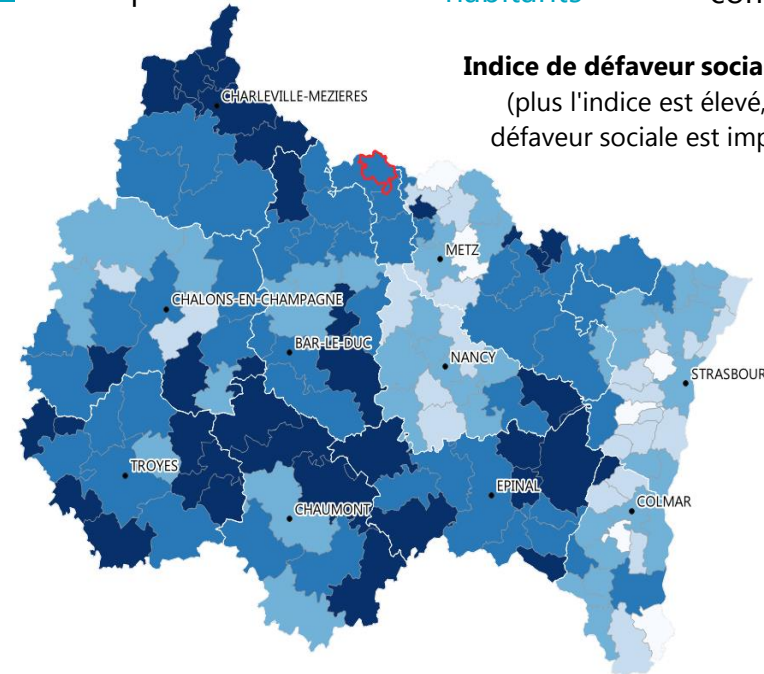 Indice de défaveur socia
(plus l'indice est élevé,
défaveur sociale est imp
CHARLEVILLE-MEZIERES
METZ
CHALONS-EN-CHAMPAGNE
BAR-LE-DUC
NANCY
STRASBOUR
TROYES
EPINAL
CHAUMONT
COLMAR